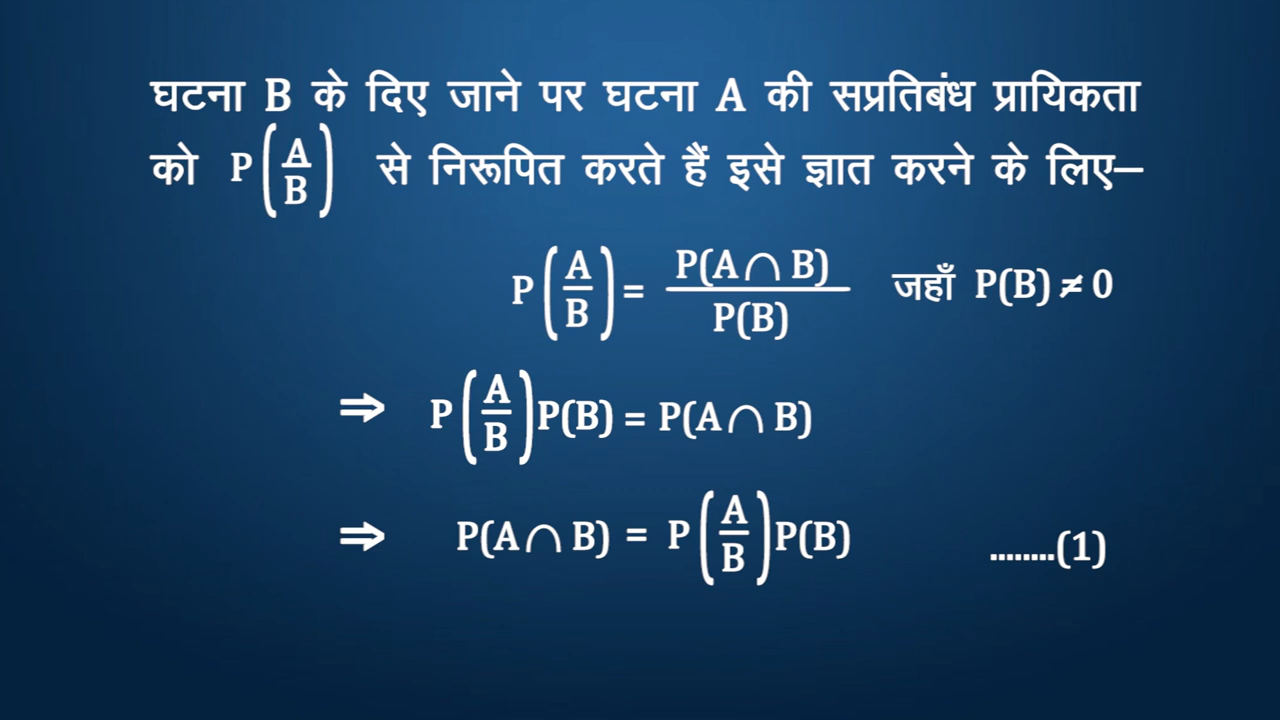 घटना B के दिए जाने पर घटना A की सप्रतिबंध प्रायिकता
को P(A/B) से निरूपित करते हैं इसे ज्ञात करने के लिए–
P(A/B) = P(A∩B)/P(B) जहाँ P(B) ≠ 0
⇒ P(A/B)P(B) = P(A∩B)
⇒ P(A∩B) = P(A/B)P(B) ........(1)